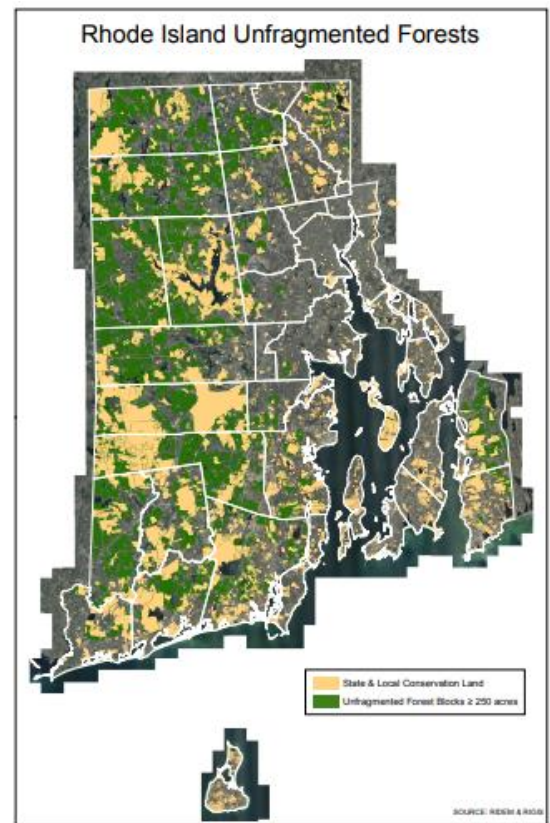 Rhode Island Unfragmented Forests
State & Local Conservation Land
Unfragmented Forest Blocks ≥ 250 acres
SOURCE: RIDEM & RIGIS